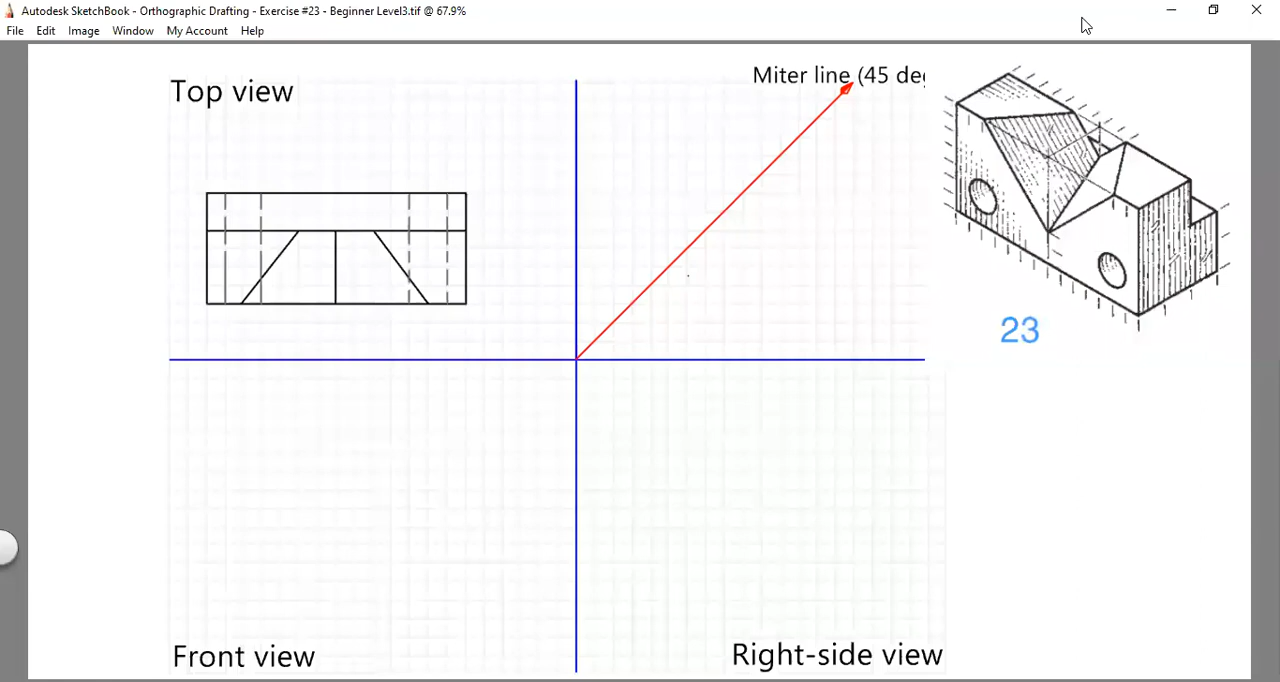 Autodesk SketchBook - Orthographic Drafting - Exercise #23 - Beginner Level3.tif @ 67.9%
File Edit Image Window My Account Help
Top view
Miter line (45 de
23
Front view
Right-side view